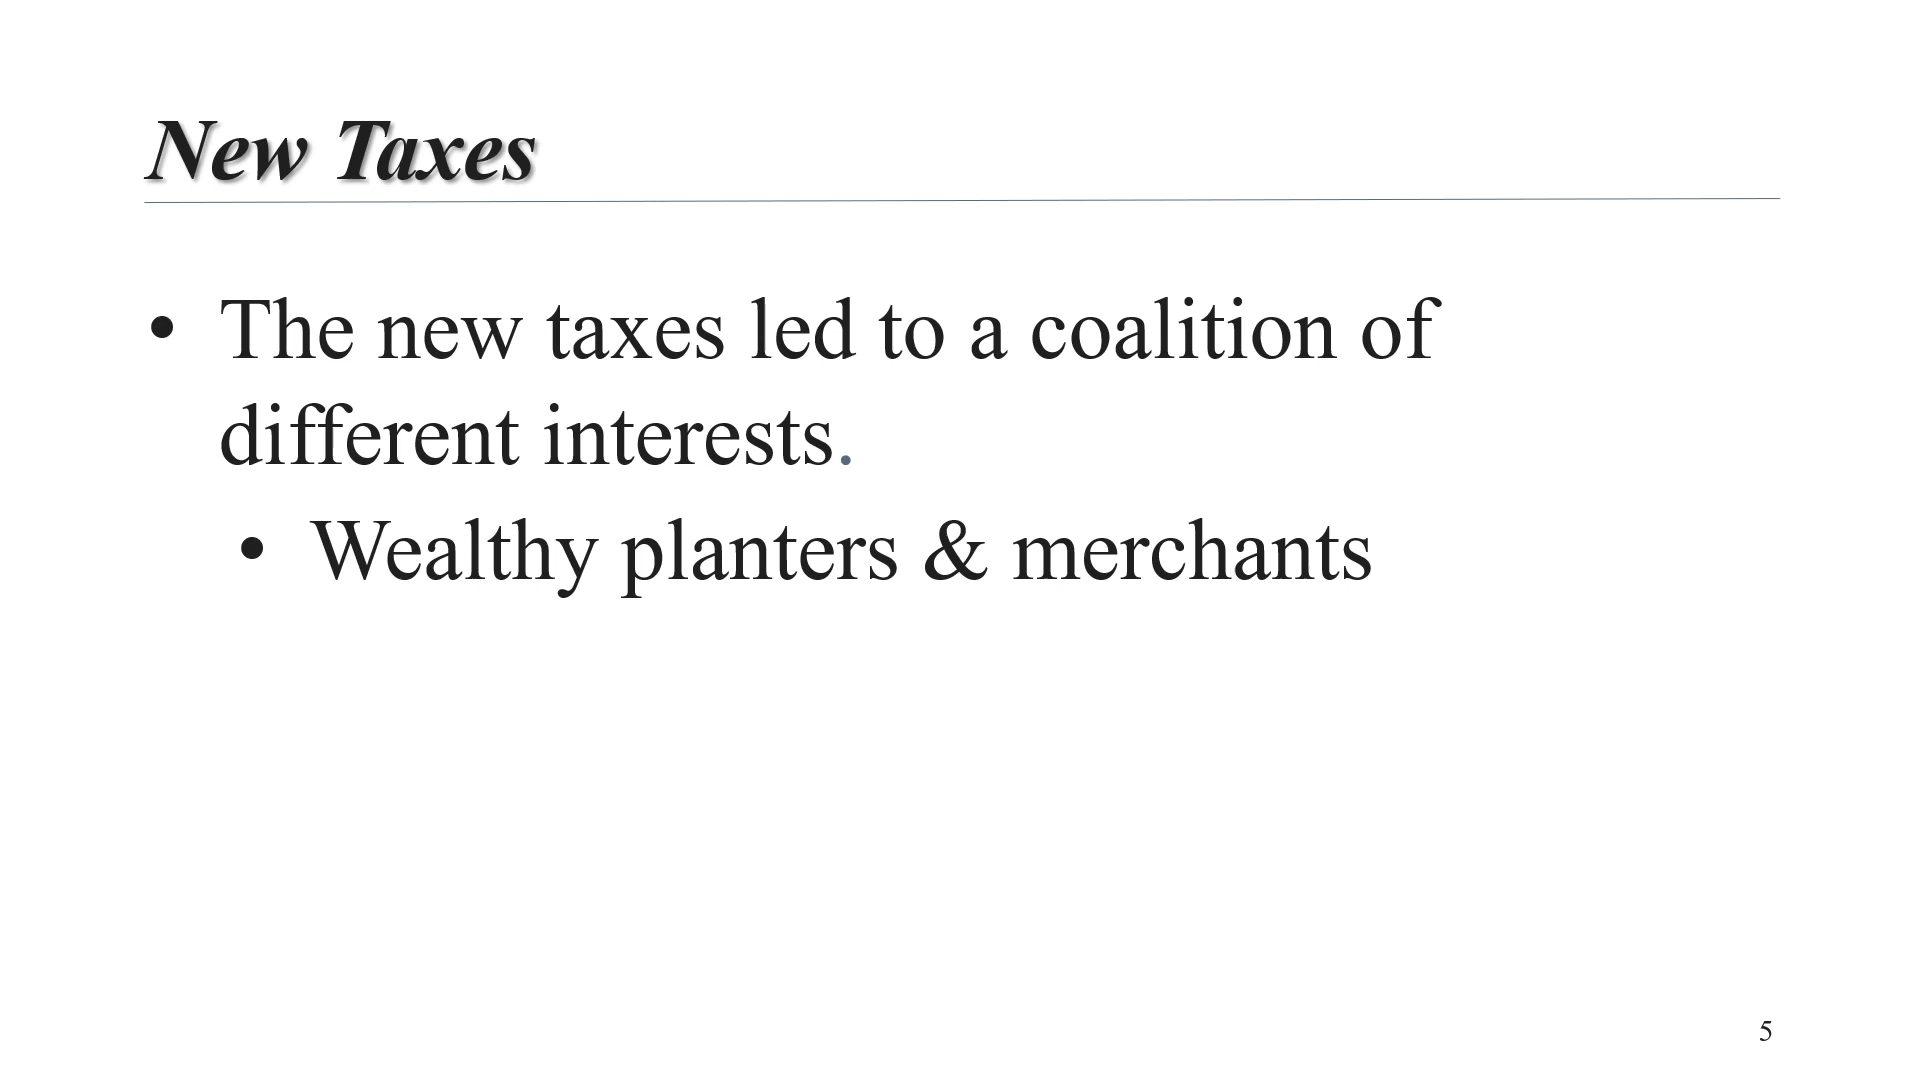 New Taxes
• The new taxes led to a coalition of
different interests.
• Wealthy planters & merchants
5